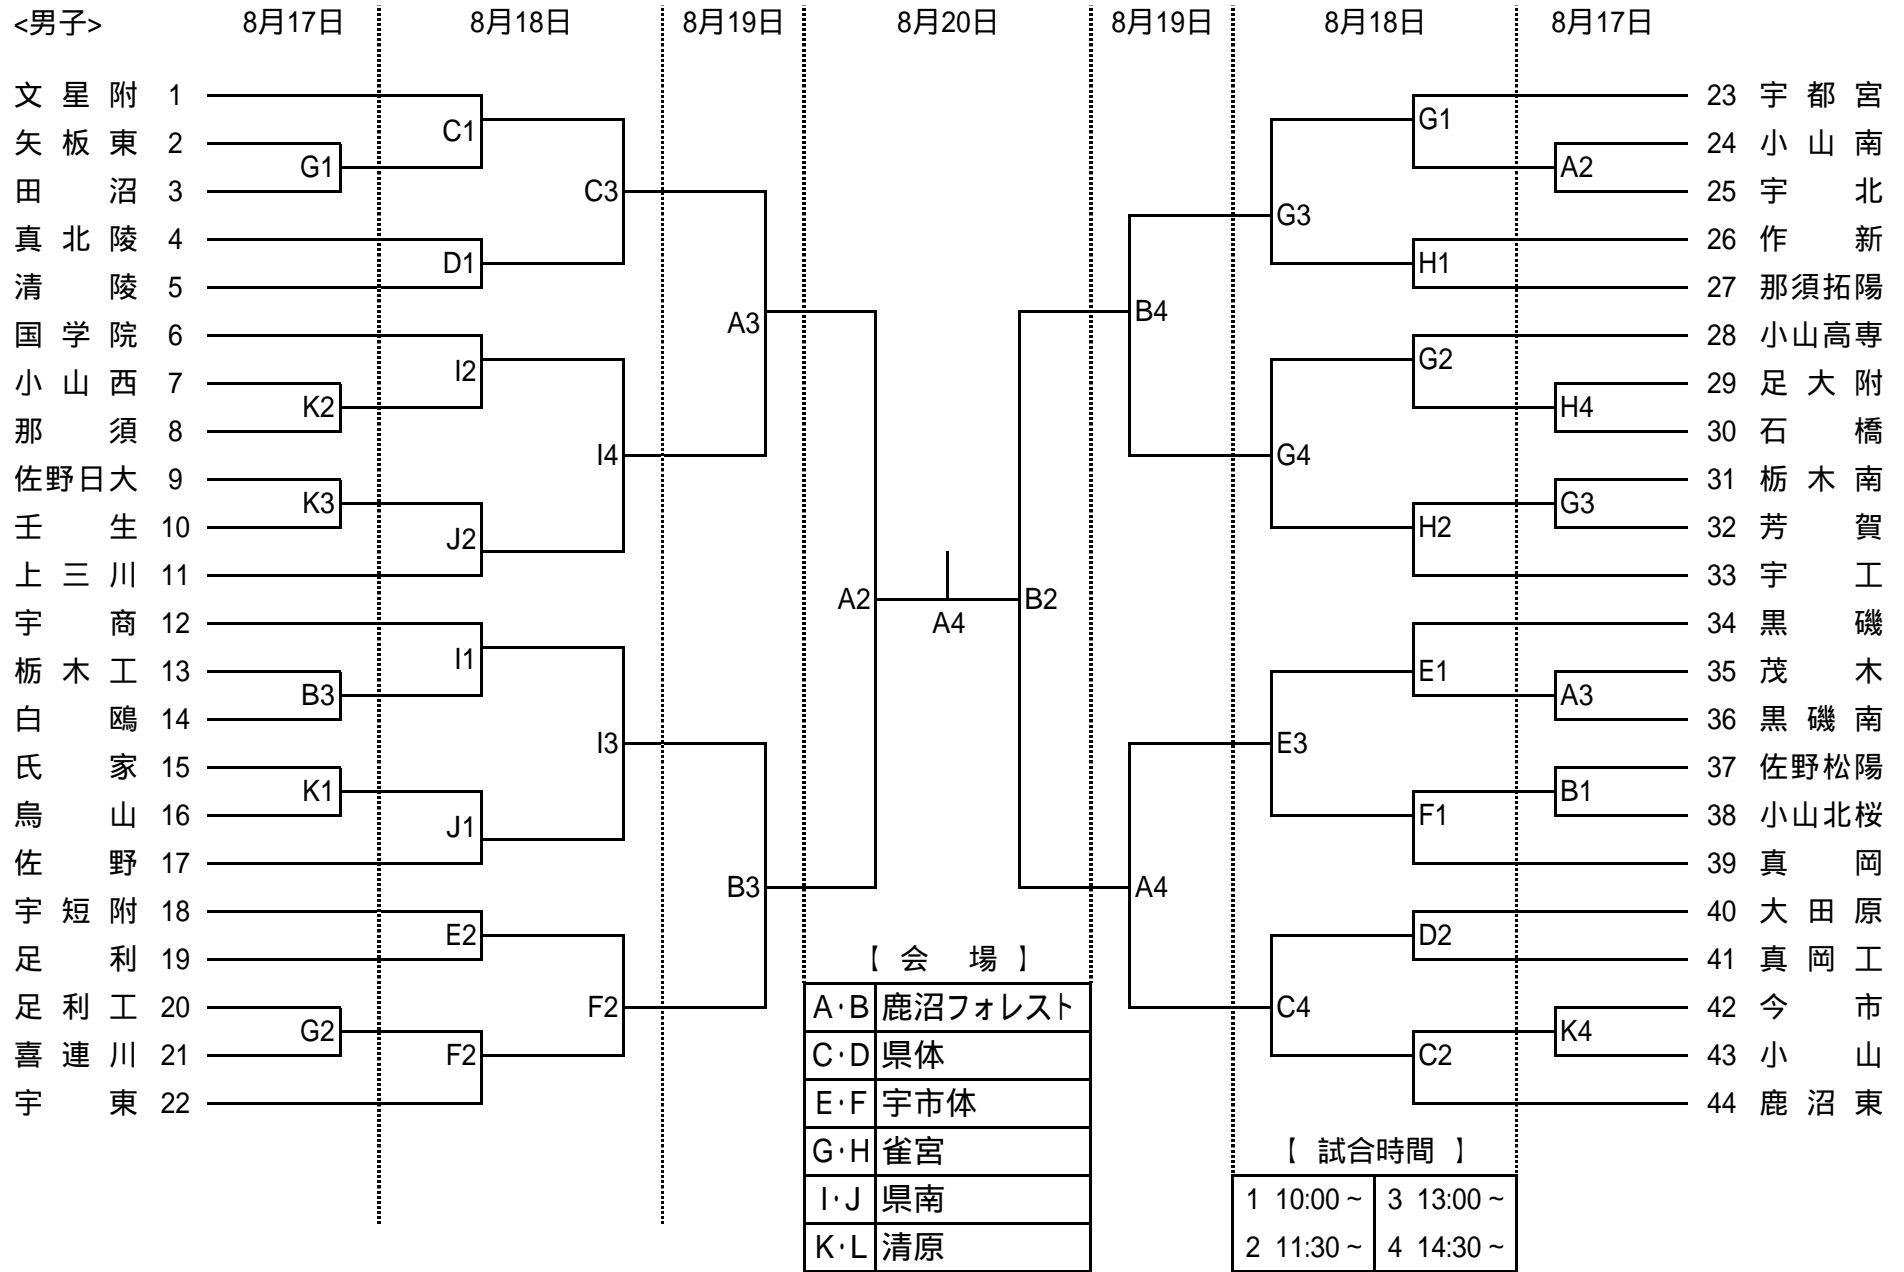 <男子> 8月17日 8月18日 8月19日 8月20日 8月19日 8月18日 8月17日
文星附 1
矢板東 2
田沼 3
真北陵 4
清陵 5
国学院 6
小山西 7
那須 8
佐野日大 9
壬生 10
上三川 11
宇商 12
栃木工 13
白鴎 14
氏家 15
烏山 16
佐野 17
宇短附 18
足利 19
足利工 20
喜連川 21
宇東 22
G1
K2
K3
B3
K1
G2
C1
D1
I2
J2
I1
J1
E2
F2
C3
I4
I3
F2
A3
B3
A2
A4
B2
B4
A4
G3
G4
E3
C4
G1
H1
G2
H2
E1
F1
D2
C2
A2
H4
G3
A3
B1
K4
23 宇都宮
24 小山南
25 宇北
26 作新
27 那須拓陽
28 小山高専
29 足大附
30 石橋
31 栃木南
32 芳賀
33 宇工
34 黒磯
35 茂木
36 黒磯南
37 佐野松陽
38 小山北桜
39 真岡
40 大田原
41 真岡工
42 今市
43 小山
44 鹿沼東
【 会 場 】
A・B 鹿沼フォレスト
C・D 県体
E・F 宇市体
G・H 雀宮
I・J 県南
K・L 清原
【 試合時間 】
1 10:00 ~ 3 13:00 ~
2 11:30 ~ 4 14:30 ~